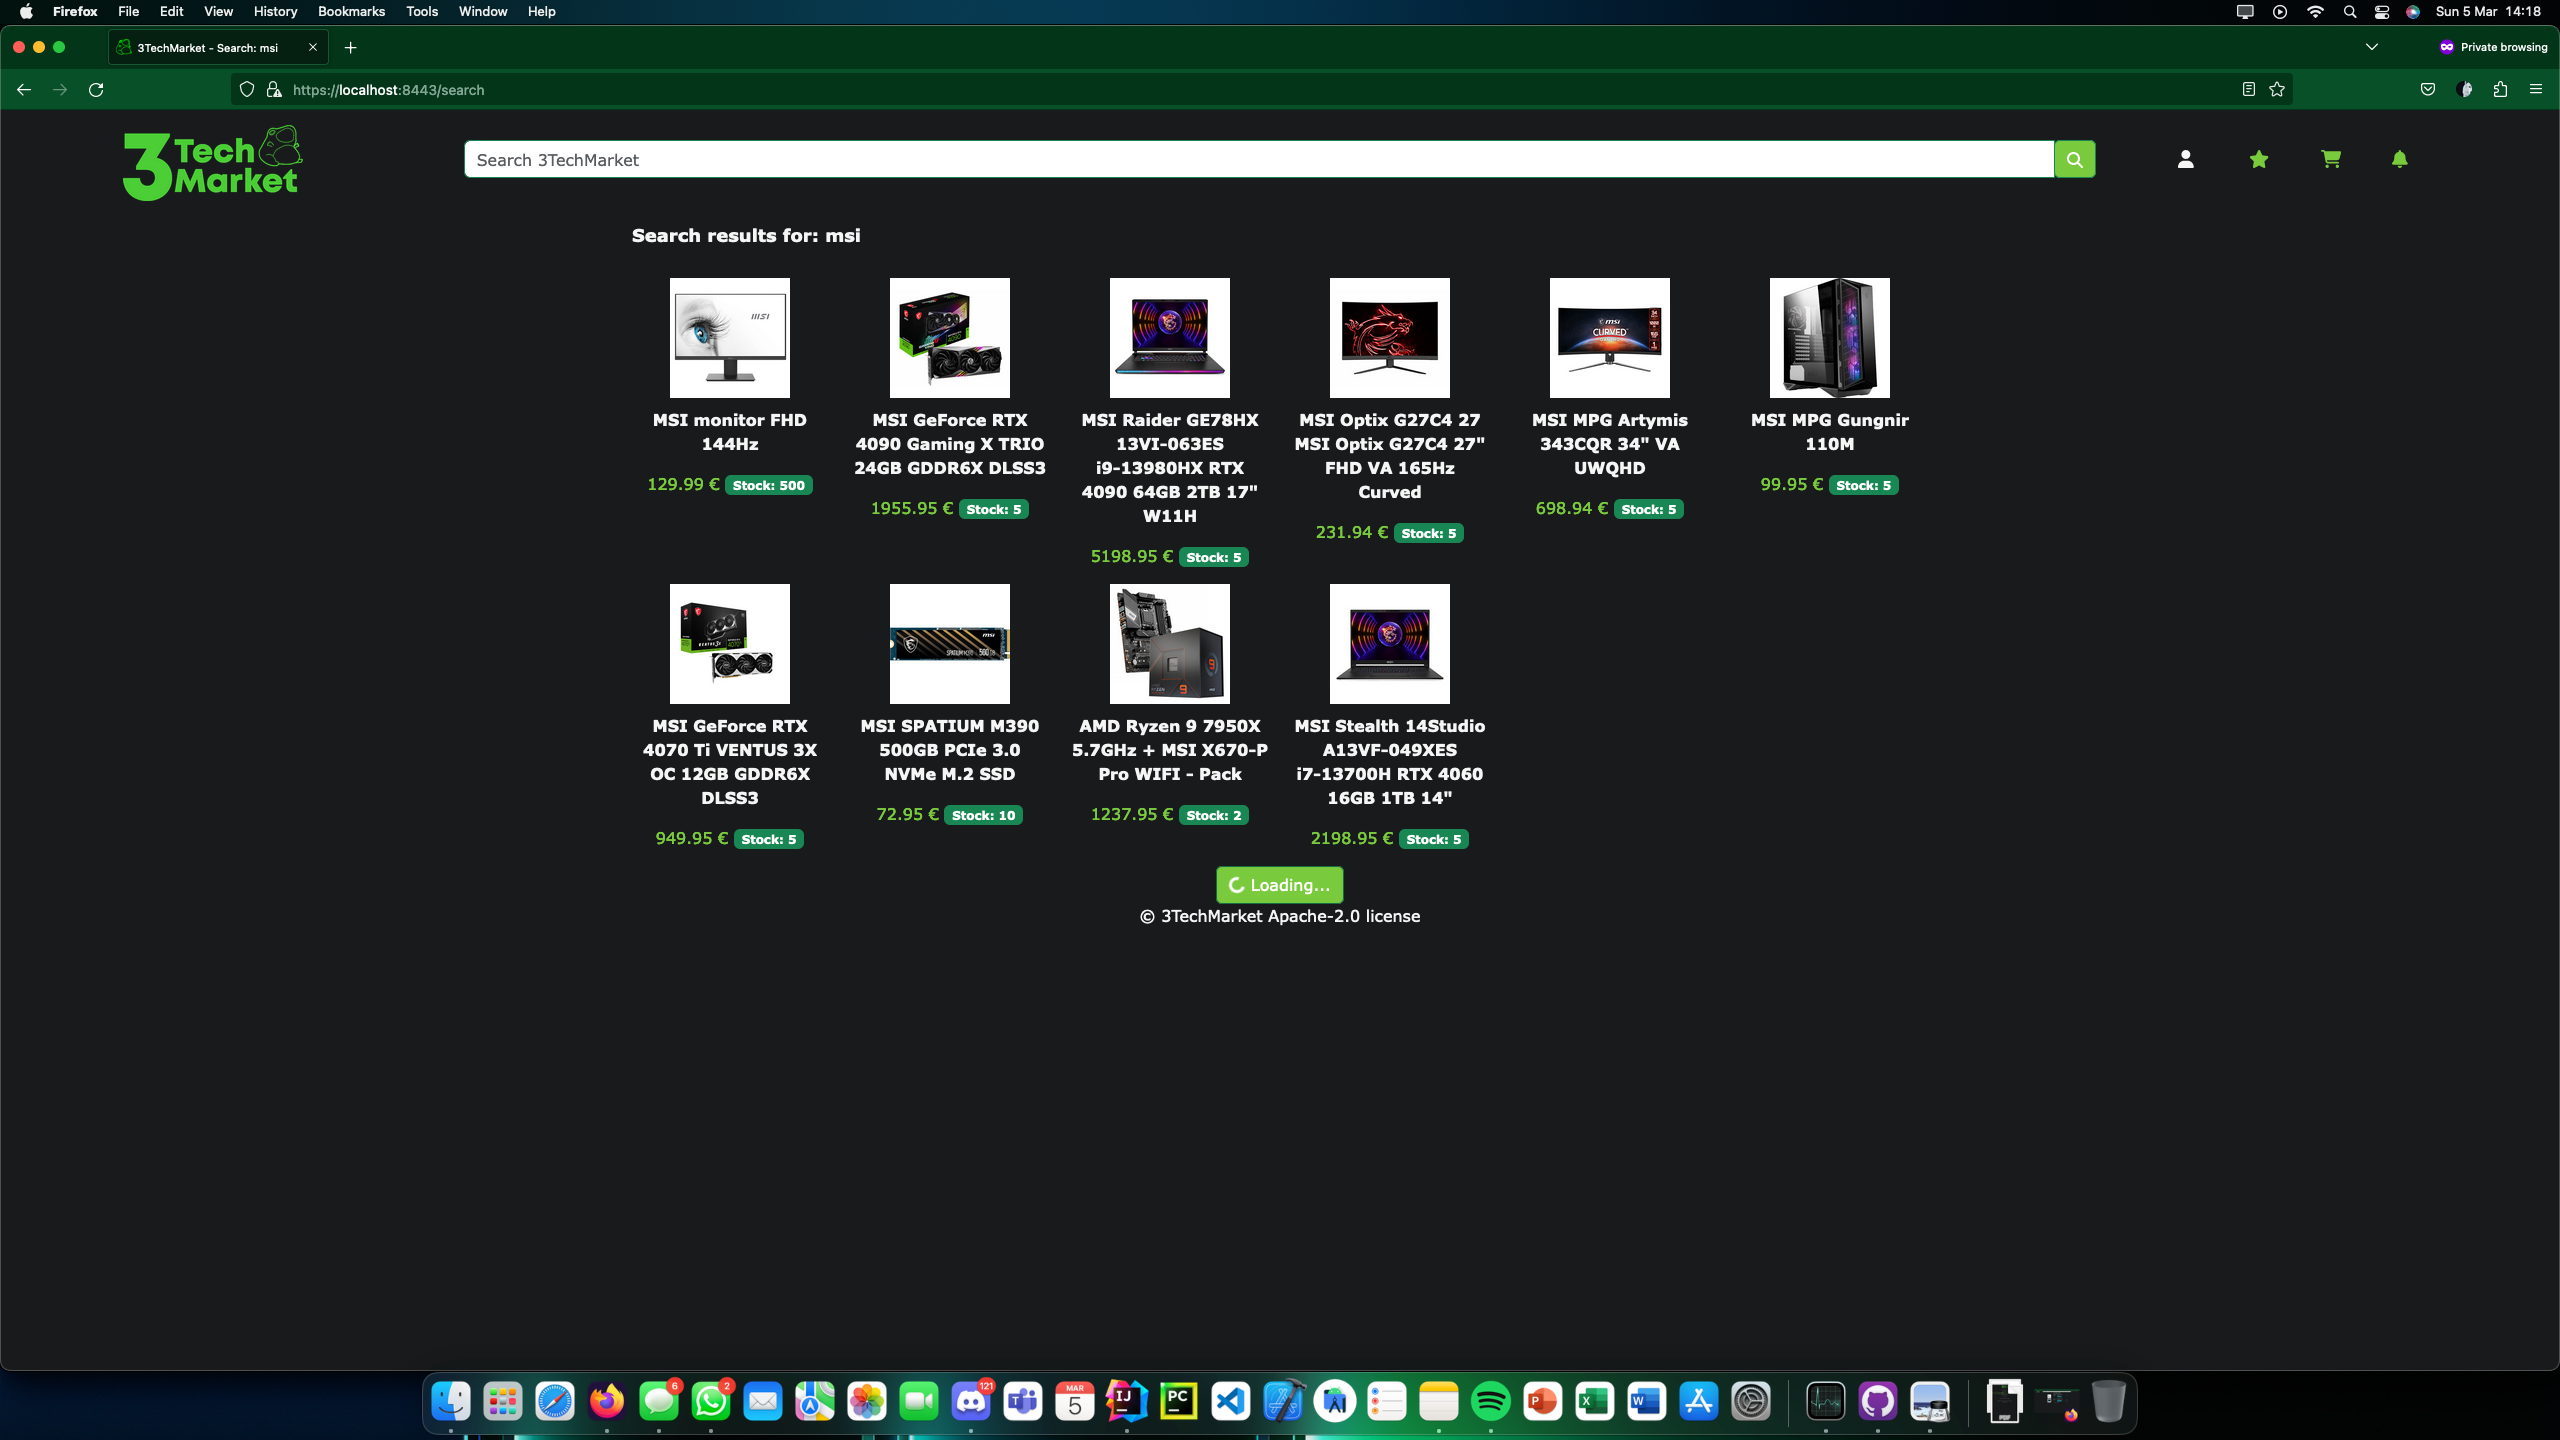 Firefox File Edit View History Bookmarks Tools Window Help Sun 5 Mar 14:18
3TechMarket - Search: msi Private browsing
https://localhost:8443/search
3 Tech Market
Search 3TechMarket
Search results for: msi
MSI monitor FHD
144Hz
129.99 € Stock: 500
MSI GeForce RTX
4090 Gaming X TRIO
24GB GDDR6X DLSS3
1955.95 € Stock: 5
MSI Raider GE78HX
13VI-063ES
i9-13980HX RTX
4090 64GB 2TB 17"
W11H
5198.95 € Stock: 5
MSI Optix G27C4 27
MSI Optix G27C4 27"
FHD VA 165Hz
Curved
231.94 € Stock: 5
MSI MPG Artymis
343CQR 34" VA
UWQHD
698.94 € Stock: 5
MSI MPG Gungnir
110M
99.95 € Stock: 5
MSI GeForce RTX
4070 Ti VENTUS 3X
OC 12GB GDDR6X
DLSS3
949.95 € Stock: 5
MSI SPATIUM M390
500GB PCIe 3.0
NVMe M.2 SSD
72.95 € Stock: 10
AMD Ryzen 9 7950X
5.7GHz + MSI X670-P
Pro WIFI - Pack
1237.95 € Stock: 2
MSI Stealth 14Studio
A13VF-049XES
i7-13700H RTX 4060
16GB 1TB 14"
2198.95 € Stock: 5
Loading...
© 3TechMarket Apache-2.0 license
6 2 121 MAR 5 IJ PC P X W